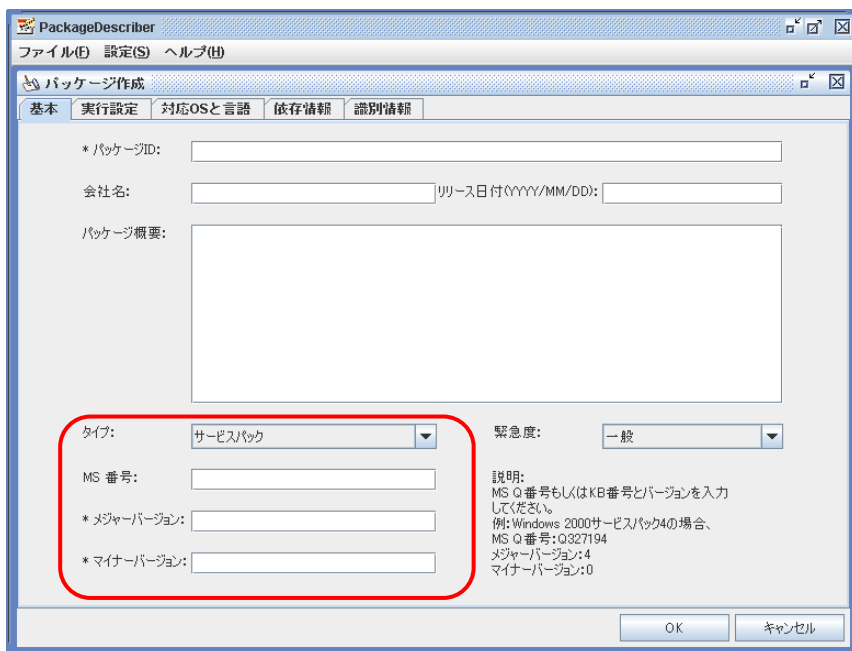 PackageDescriber
ファイル(F) 設定(S) ヘルプ(H)
パッケージ作成
基本 実行設定 対応OSと言語 依存情報 識別情報
* パッケージID:
会社名: リリース日付(YYYY/MM/DD):
パッケージ概要:
タイプ: サービスパック 緊急度: 一般
MS 番号:
* メジャーバージョン:
* マイナーバージョン:
説明:
MS Q番号もしくはKB番号とバージョンを入力
してください。
例:Windows 2000サービスパック4の場合、
MS Q番号:Q327194
メジャーバージョン:4
マイナーバージョン:0
OK キャンセル